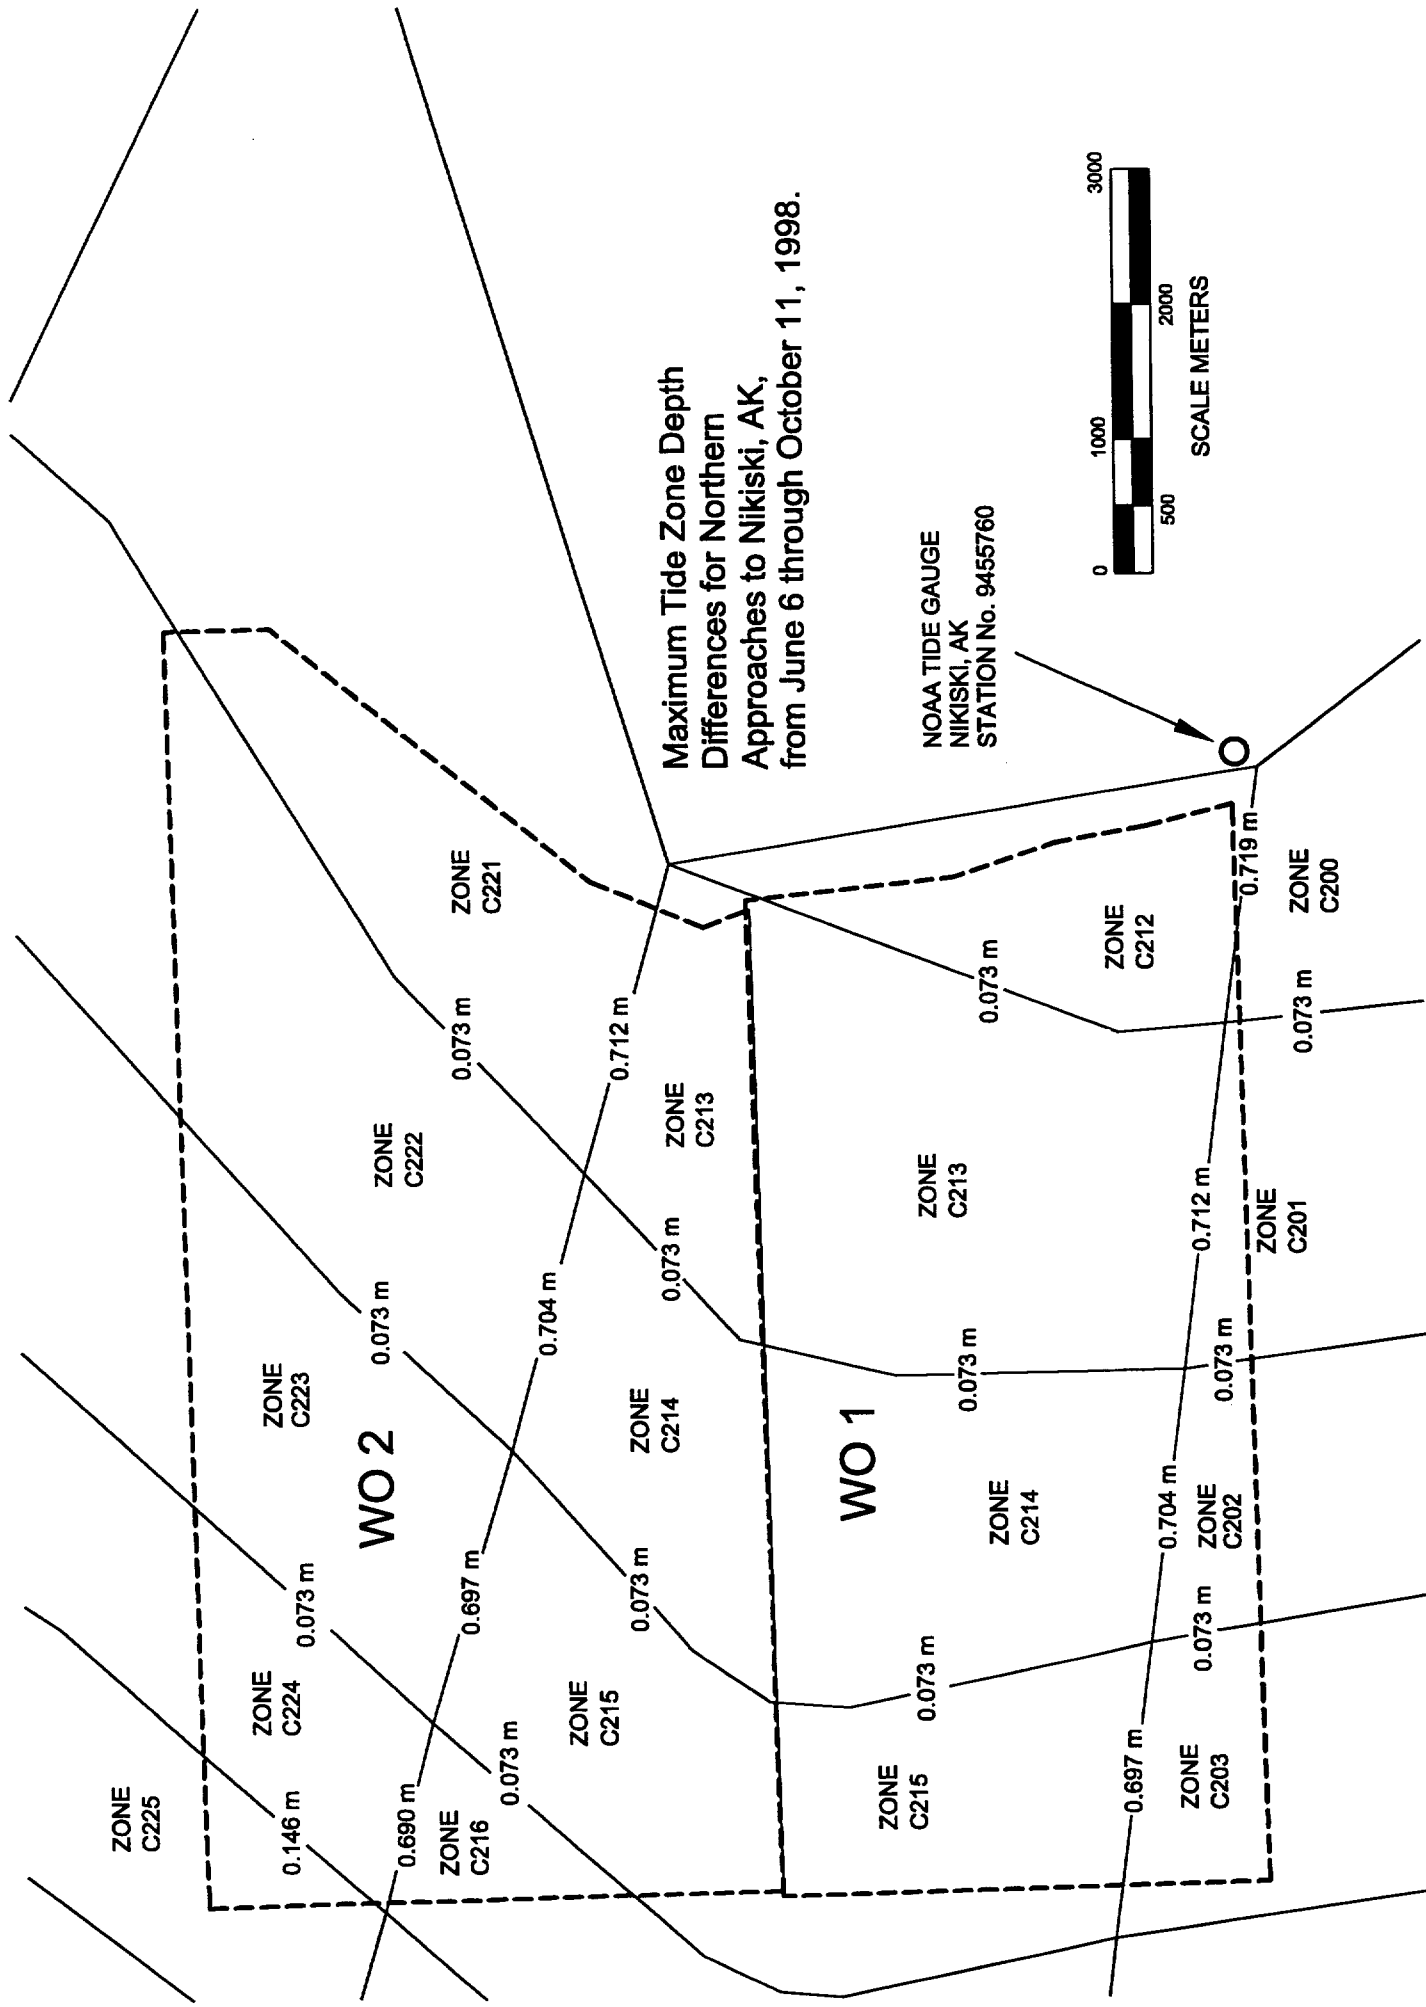 Maximum Tide Zone Depth
Differences for Northern
Approaches to Nikiski, AK,
from June 6 through October 11, 1998.
NOAA TIDE GAUGE
NIKISKI, AK
STATION No. 9455760
0
500
1000
2000
3000
SCALE METERS
WO 2
WO 1
ZONE
C225
0.146 m
ZONE
C224
0.073 m
ZONE
C223
0.073 m
ZONE
C222
0.073 m
ZONE
C221
0.690 m
0.697 m
0.704 m
0.712 m
ZONE
C216
0.073 m
ZONE
C215
0.073 m
ZONE
C214
0.073 m
ZONE
C213
ZONE
C215
0.073 m
ZONE
C214
0.073 m
ZONE
C213
0.073 m
ZONE
C212
0.697 m
0.704 m
0.712 m
0.719 m
ZONE
C203
0.073 m
ZONE
C202
0.073 m
ZONE
C201
0.073 m
ZONE
C200